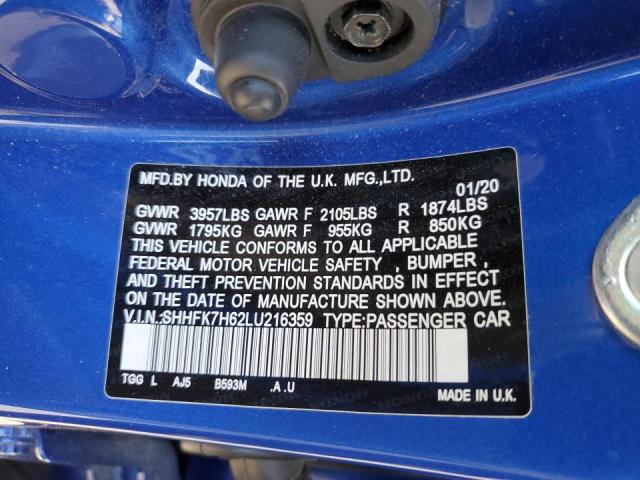 MFD.BY HONDA OF THE U.K. MFG.,LTD.
01/20
GVWR 3957LBS GAWR F 2105LBS R 1874LBS
GVWR 1795KG GAWR F 955KG R 850KG
THIS VEHICLE CONFORMS TO ALL APPLICABLE
FEDERAL MOTOR VEHICLE SAFETY , BUMPER ,
AND THEFT PREVENTION STANDARDS IN EFFECT
ON THE DATE OF MANUFACTURE SHOWN ABOVE.
V.I.N.:SHHFK7H62LU216359 TYPE:PASSENGER CAR
TGG L AJ5 B593M .A .U
MADE IN U.K.